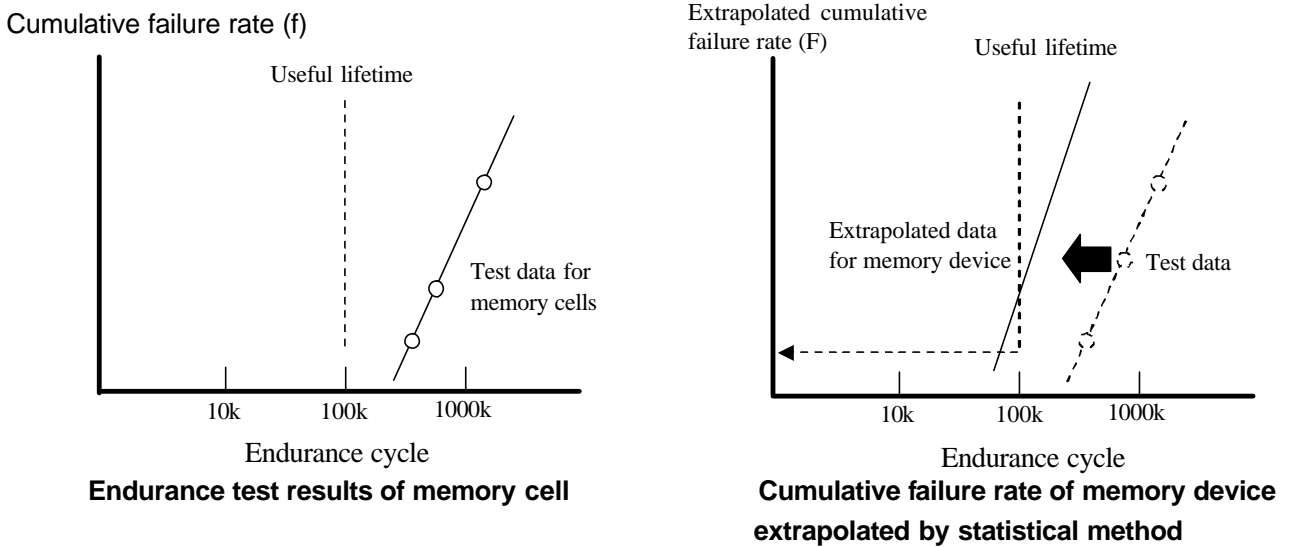 Cumulative failure rate (f)
Useful lifetime
Test data for
memory cells
10k
100k
1000k
Endurance cycle
Endurance test results of memory cell
Extrapolated cumulative
failure rate (F)
Useful lifetime
Extrapolated data
for memory device
Test data
10k
100k
1000k
Endurance cycle
Cumulative failure rate of memory device
extrapolated by statistical method